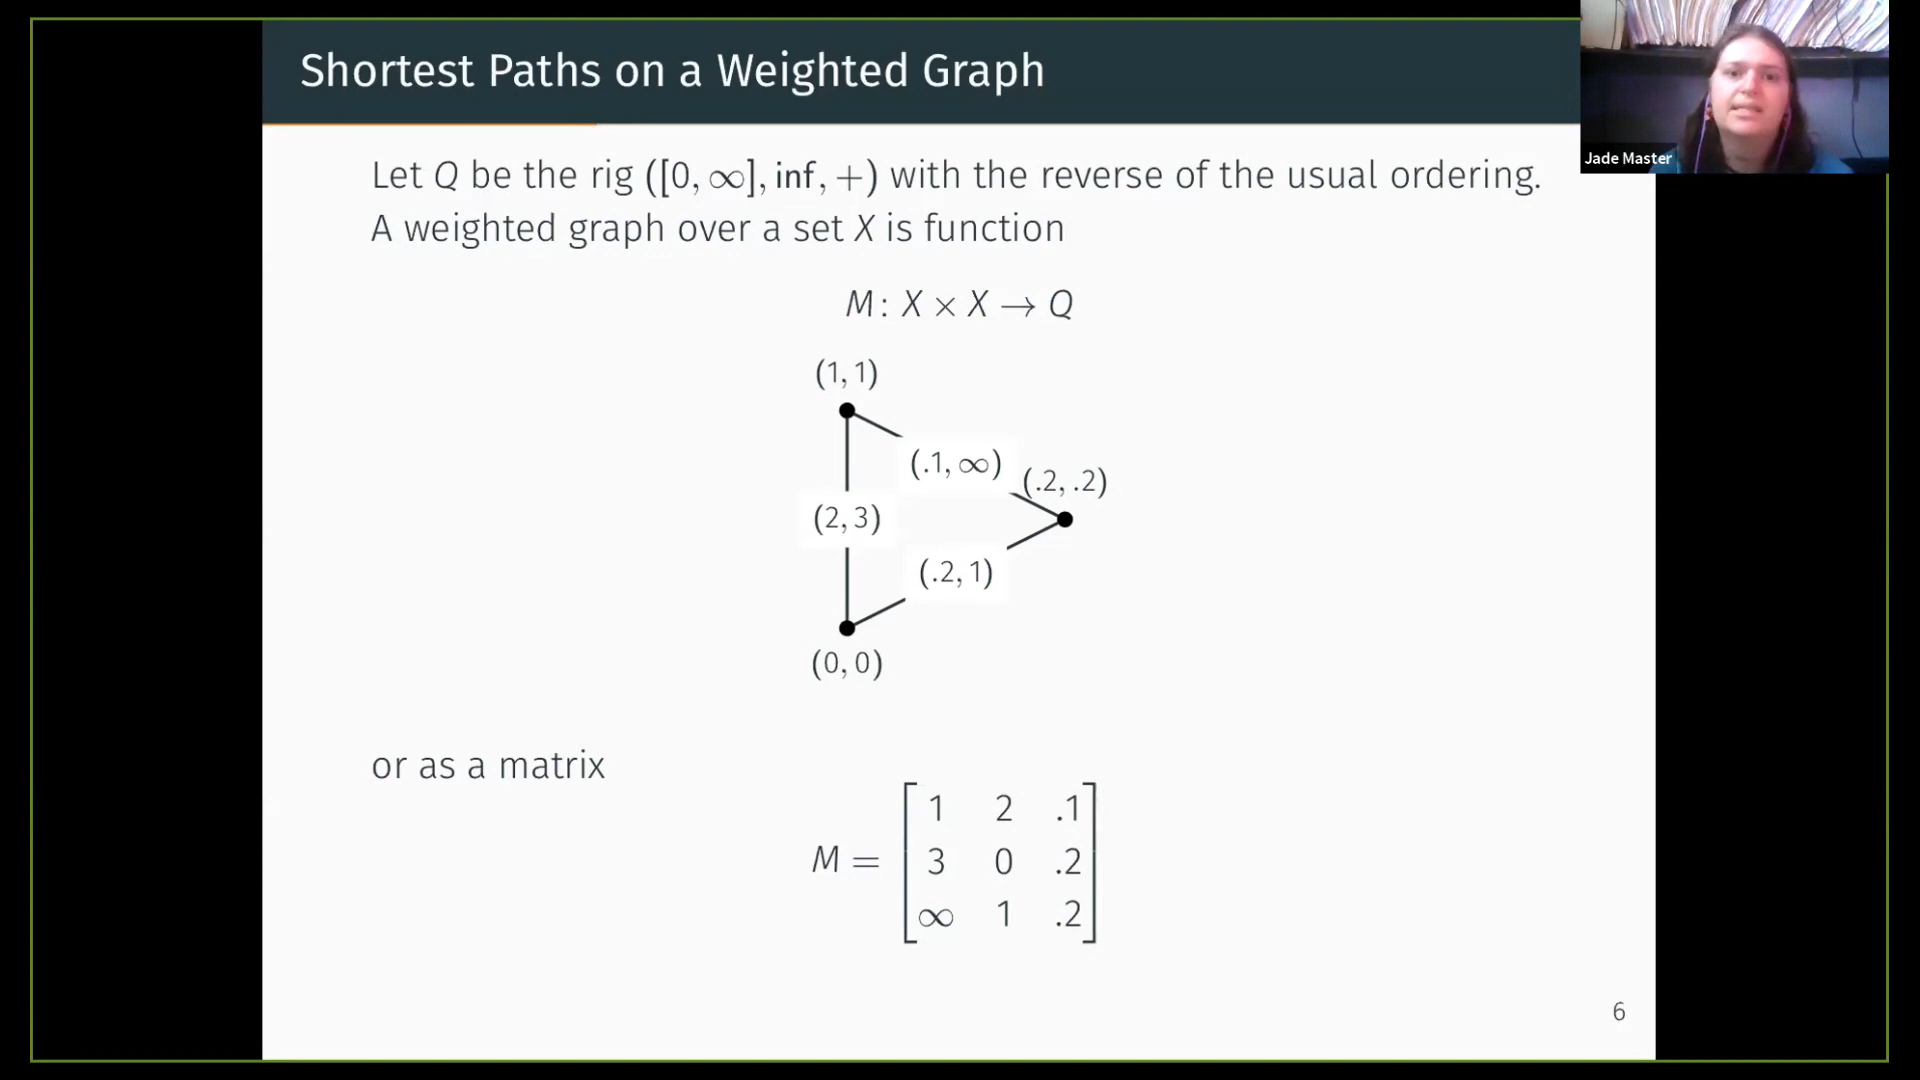 Shortest Paths on a Weighted Graph
Jade Master
Let Q be the rig ([0, ∞], inf, +) with the reverse of the usual ordering.
A weighted graph over a set X is function
M: X × X → Q
(1, 1)
(.1, ∞)
(.2, .2)
(2, 3)
(.2, 1)
(0, 0)
or as a matrix
M =
1 2 .1
3 0 .2
∞ 1 .2
6